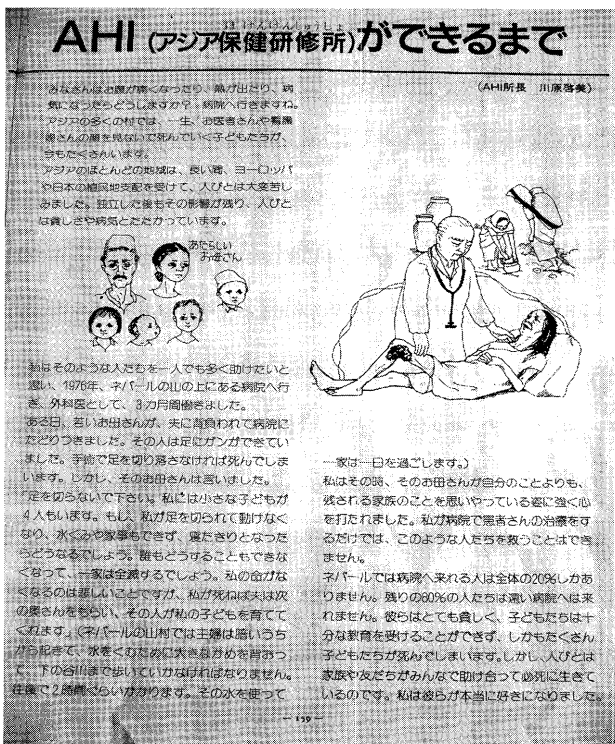 ほけんけんしゅうしょ
AHI (アジア保健研修所)ができるまで
(AHI所長 川原啓美)
みなさんはお腹が痛くなったり、熱が出たり、病
気になったらどうしますか？ 病院へ行きますね。
アジアの多くの村では、一生、お医者さんや看護
婦さんの顔を見ないで死んでいく子どもたちが、
今もたくさんいます。
アジアのほとんどの地域は、長い間、ヨーロッパ
や日本の植民地支配を受けて、人びとは大変苦し
みました。独立した後もその影響が残り、人びと
は貧しさや病気とたたかっています。
あたらしい
お母さん
私はそのような人たちを一人でも多く助けたいと
思い、1976年、ネパールの山の上にある病院へ行
き、外科医として、3カ月間働きました。
ある日、若いお母さんが、夫に背負われて病院に
たどりつきました。その人は足にガンができてい
ました。手術で足を切り落さなければ死んでしま
います。しかし、そのお母さんは言いました。
「足を切らないで下さい。私には小さな子どもが
4人もいます。もし、私が足を切られて動けなく
なり、水くみや家事もできず、寝たきりとなった
らどうなるでしょう。誰もどうすることもできな
くなって、一家は全滅するでしょう。私の命がな
くなるのは悲しいことですが、私が死ねば夫は次
の奥さんをもらい、その人が私の子どもを育てて
くれます」(ネパールの山村では主婦は暗いうち
から起きて、水をくむために大きなかめを背おっ
て、下の谷川まで歩いていかなければなりません。
往復で2時間ぐらいかかります。その水を使って
一家は一日を過ごします。)
私はその時、そのお母さんが自分のことよりも、
残される家族のことを思いやっている姿に強く心
を打たれました。私が病院で患者さんの治療をす
るだけでは、このような人たちを救うことはでき
ません。
ネパールでは病院へ来れる人は全体の20%しかあ
りません。残りの80%の人たちは遠い病院へは来
れません。彼らはとても貧しく、子どもたちは十
分な教育を受けることができず、しかもたくさん
子どもたちが死んでしまいます。しかし、人びとは
家族や友だちがみんなで助け合って必死に生きて
いるのです。私は彼らが本当に好きになりました。
— 139 —